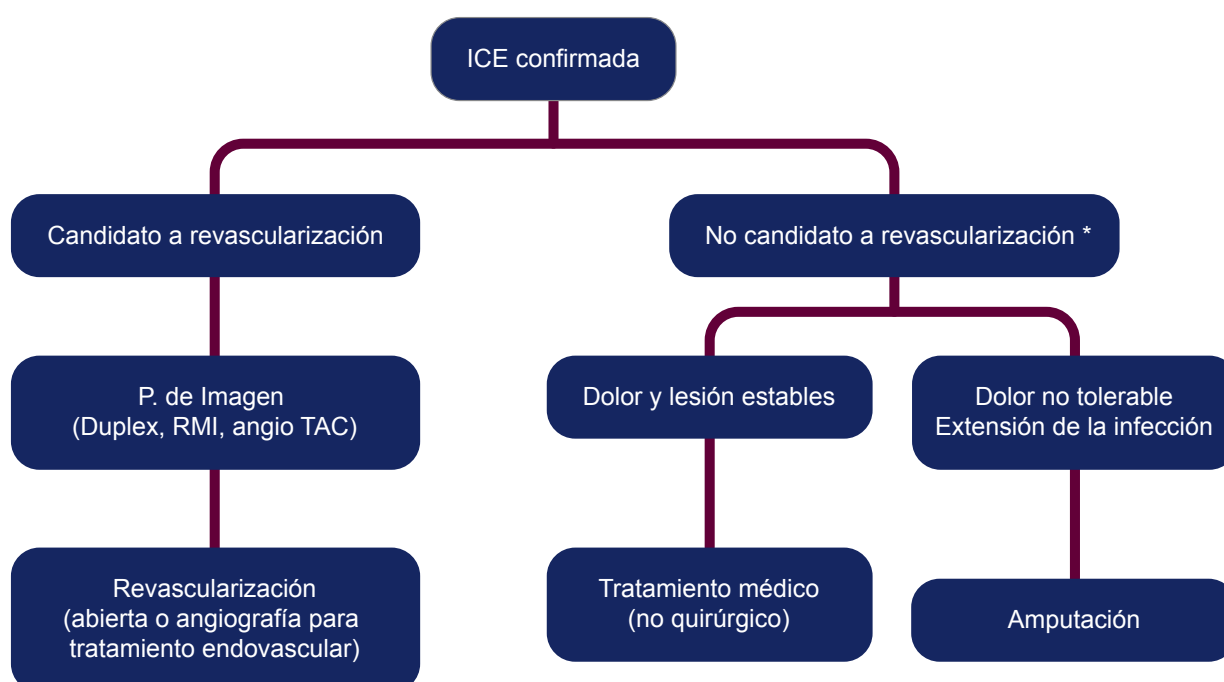 ICE confirmada
Candidato a revascularización
No candidato a revascularización *
P. de Imagen
(Duplex, RMI, angio TAC)
Dolor y lesión estables
Dolor no tolerable
Extensión de la infección
Revascularización
(abierta o angiografía para
tratamiento endovascular)
Tratamiento médico
(no quirúrgico)
Amputación